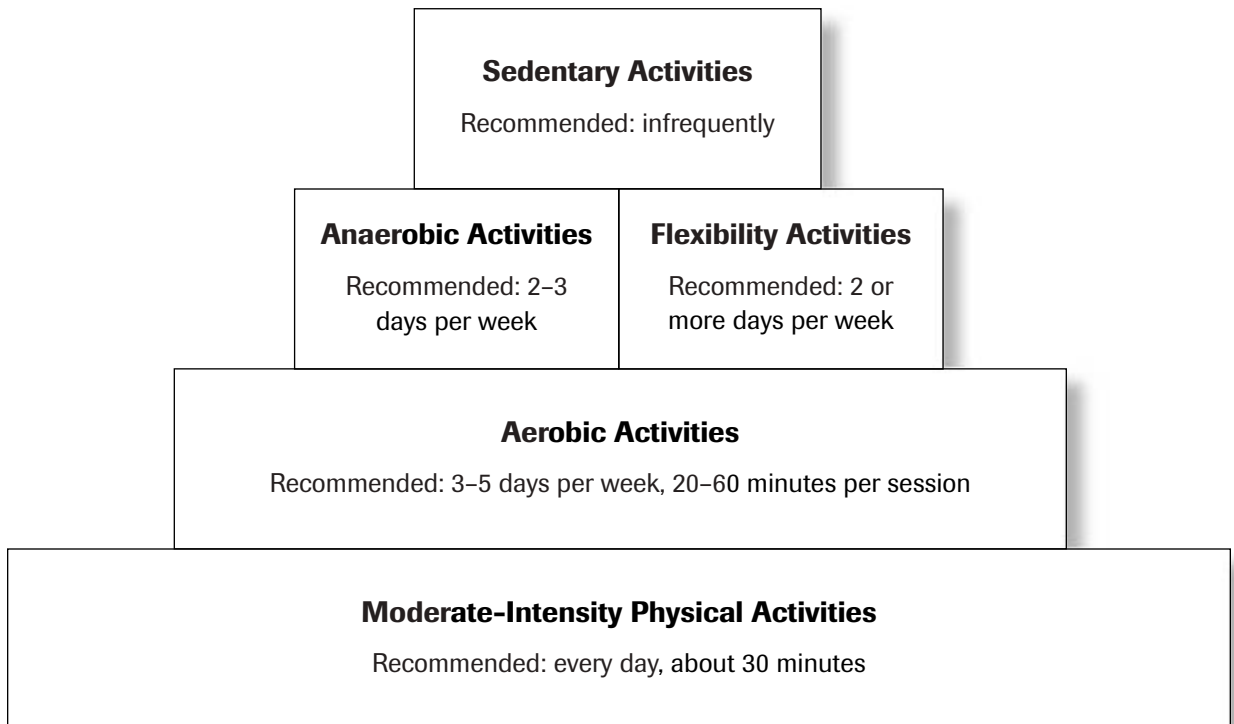 Sedentary Activities
Recommended: infrequently
Anaerobic Activities
Recommended: 2–3
days per week
Flexibility Activities
Recommended: 2 or
more days per week
Aerobic Activities
Recommended: 3–5 days per week, 20–60 minutes per session
Moderate-Intensity Physical Activities
Recommended: every day, about 30 minutes